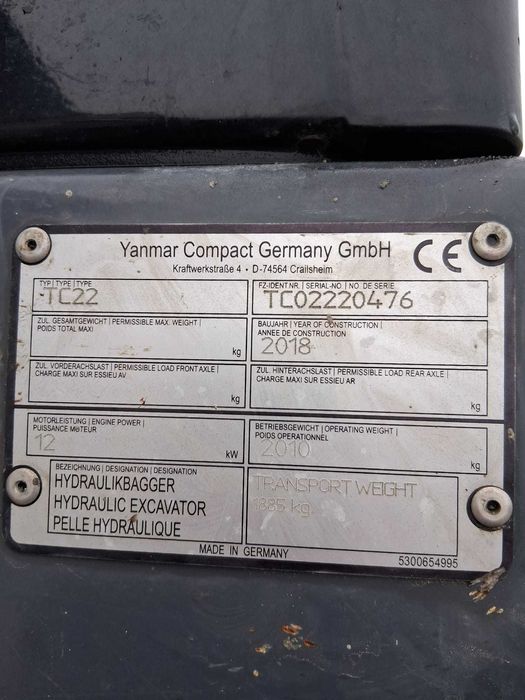 Yanmar Compact Germany GmbH
Kraftwerkstraße 4 • D-74564 Crailsheim
CE
TYP | TYPE | TYPE
TC22
FZ-IDENT NR. | SERIAL-NO. | NO. DE SERIE
TC02220476
ZUL. GESAMTGEWICHT | PERMISSIBLE MAX. WEIGHT |
POIDS TOTAL MAXI
kg
BAUJAHR | YEAR OF CONSTRUCTION |
ANNEE DE CONSTRUCTION
2018
ZUL. VORDERACHSLAST | PERMISSIBLE LOAD FRONT AXLE |
CHARGE MAXI SUR ESSIEU AV
kg
ZUL. HINTERACHSLAST | PERMISSIBLE LOAD REAR AXLE |
CHARGE MAXI SUR ESSIEU AR
kg
MOTORLEISTUNG | ENGINE POWER |
PUISSANCE MOTEUR
12
kW
BETRIEBSGEWICHT | OPERATING WEIGHT |
POIDS OPERATIONNEL
2010
kg
BEZEICHNUNG | DESIGNATION | DESIGNATION
HYDRAULIKBAGGER
HYDRAULIC EXCAVATOR
PELLE HYDRAULIQUE
TRANSPORT WEIGHT
1885 kg
MADE IN GERMANY
5300654995